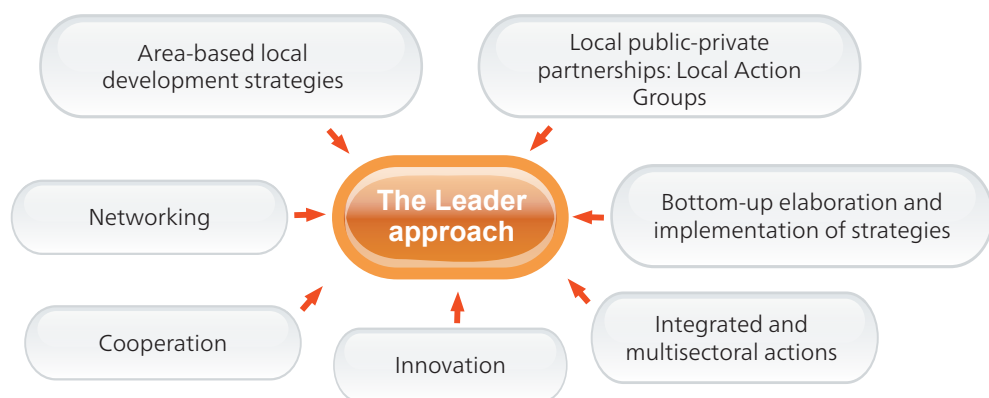 Area-based local
development strategies
Local public-private
partnerships: Local Action
Groups
Networking
The Leader
approach
Bottom-up elaboration and
implementation of strategies
Cooperation
Innovation
Integrated and
multisectoral actions